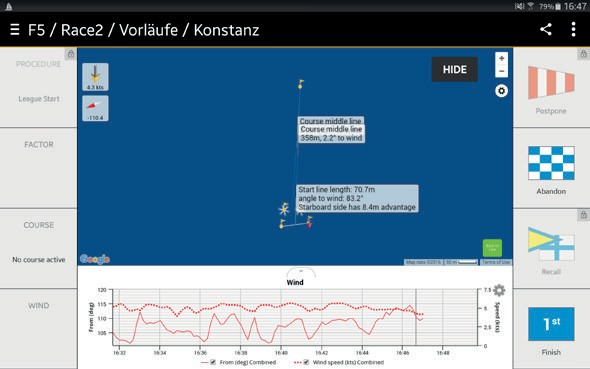 79% 16:47
F5 / Race2 / Vorläufe / Konstanz
PROCEDURE
League Start
FACTOR
COURSE
No course active
WIND
4.3 kts
-110.4
HIDE
+
−
Course middle line
Course middle line
358m, 2.2° to wind
Start line length: 70.7m
angle to wind: 83.2°
Starboard side has 8.4m advantage
Google
Map data ©2016
50 m
Terms of Use
Postpone
Abandon
Recall
1st
Finish
Wind
From (deg)
120
115
110
105
7.5
5
2.5
0
Speed (kts)
16:32
16:34
16:36
16:38
16:40
16:42
16:44
16:46
16:48
From (deg) Combined
Wind speed (kts) Combined